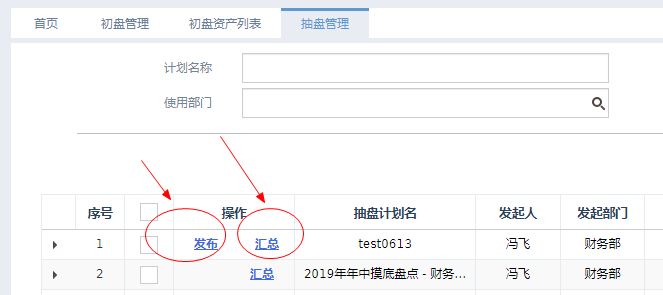 首页 初盘管理 初盘资产列表 抽盘管理
计划名称
使用部门
序号 操作 抽盘计划名 发起人 发起部门
1 发布 汇总 test0613 冯飞 财务部
2 汇总 2019年年中摸底盘点 - 财务... 冯飞 财务部